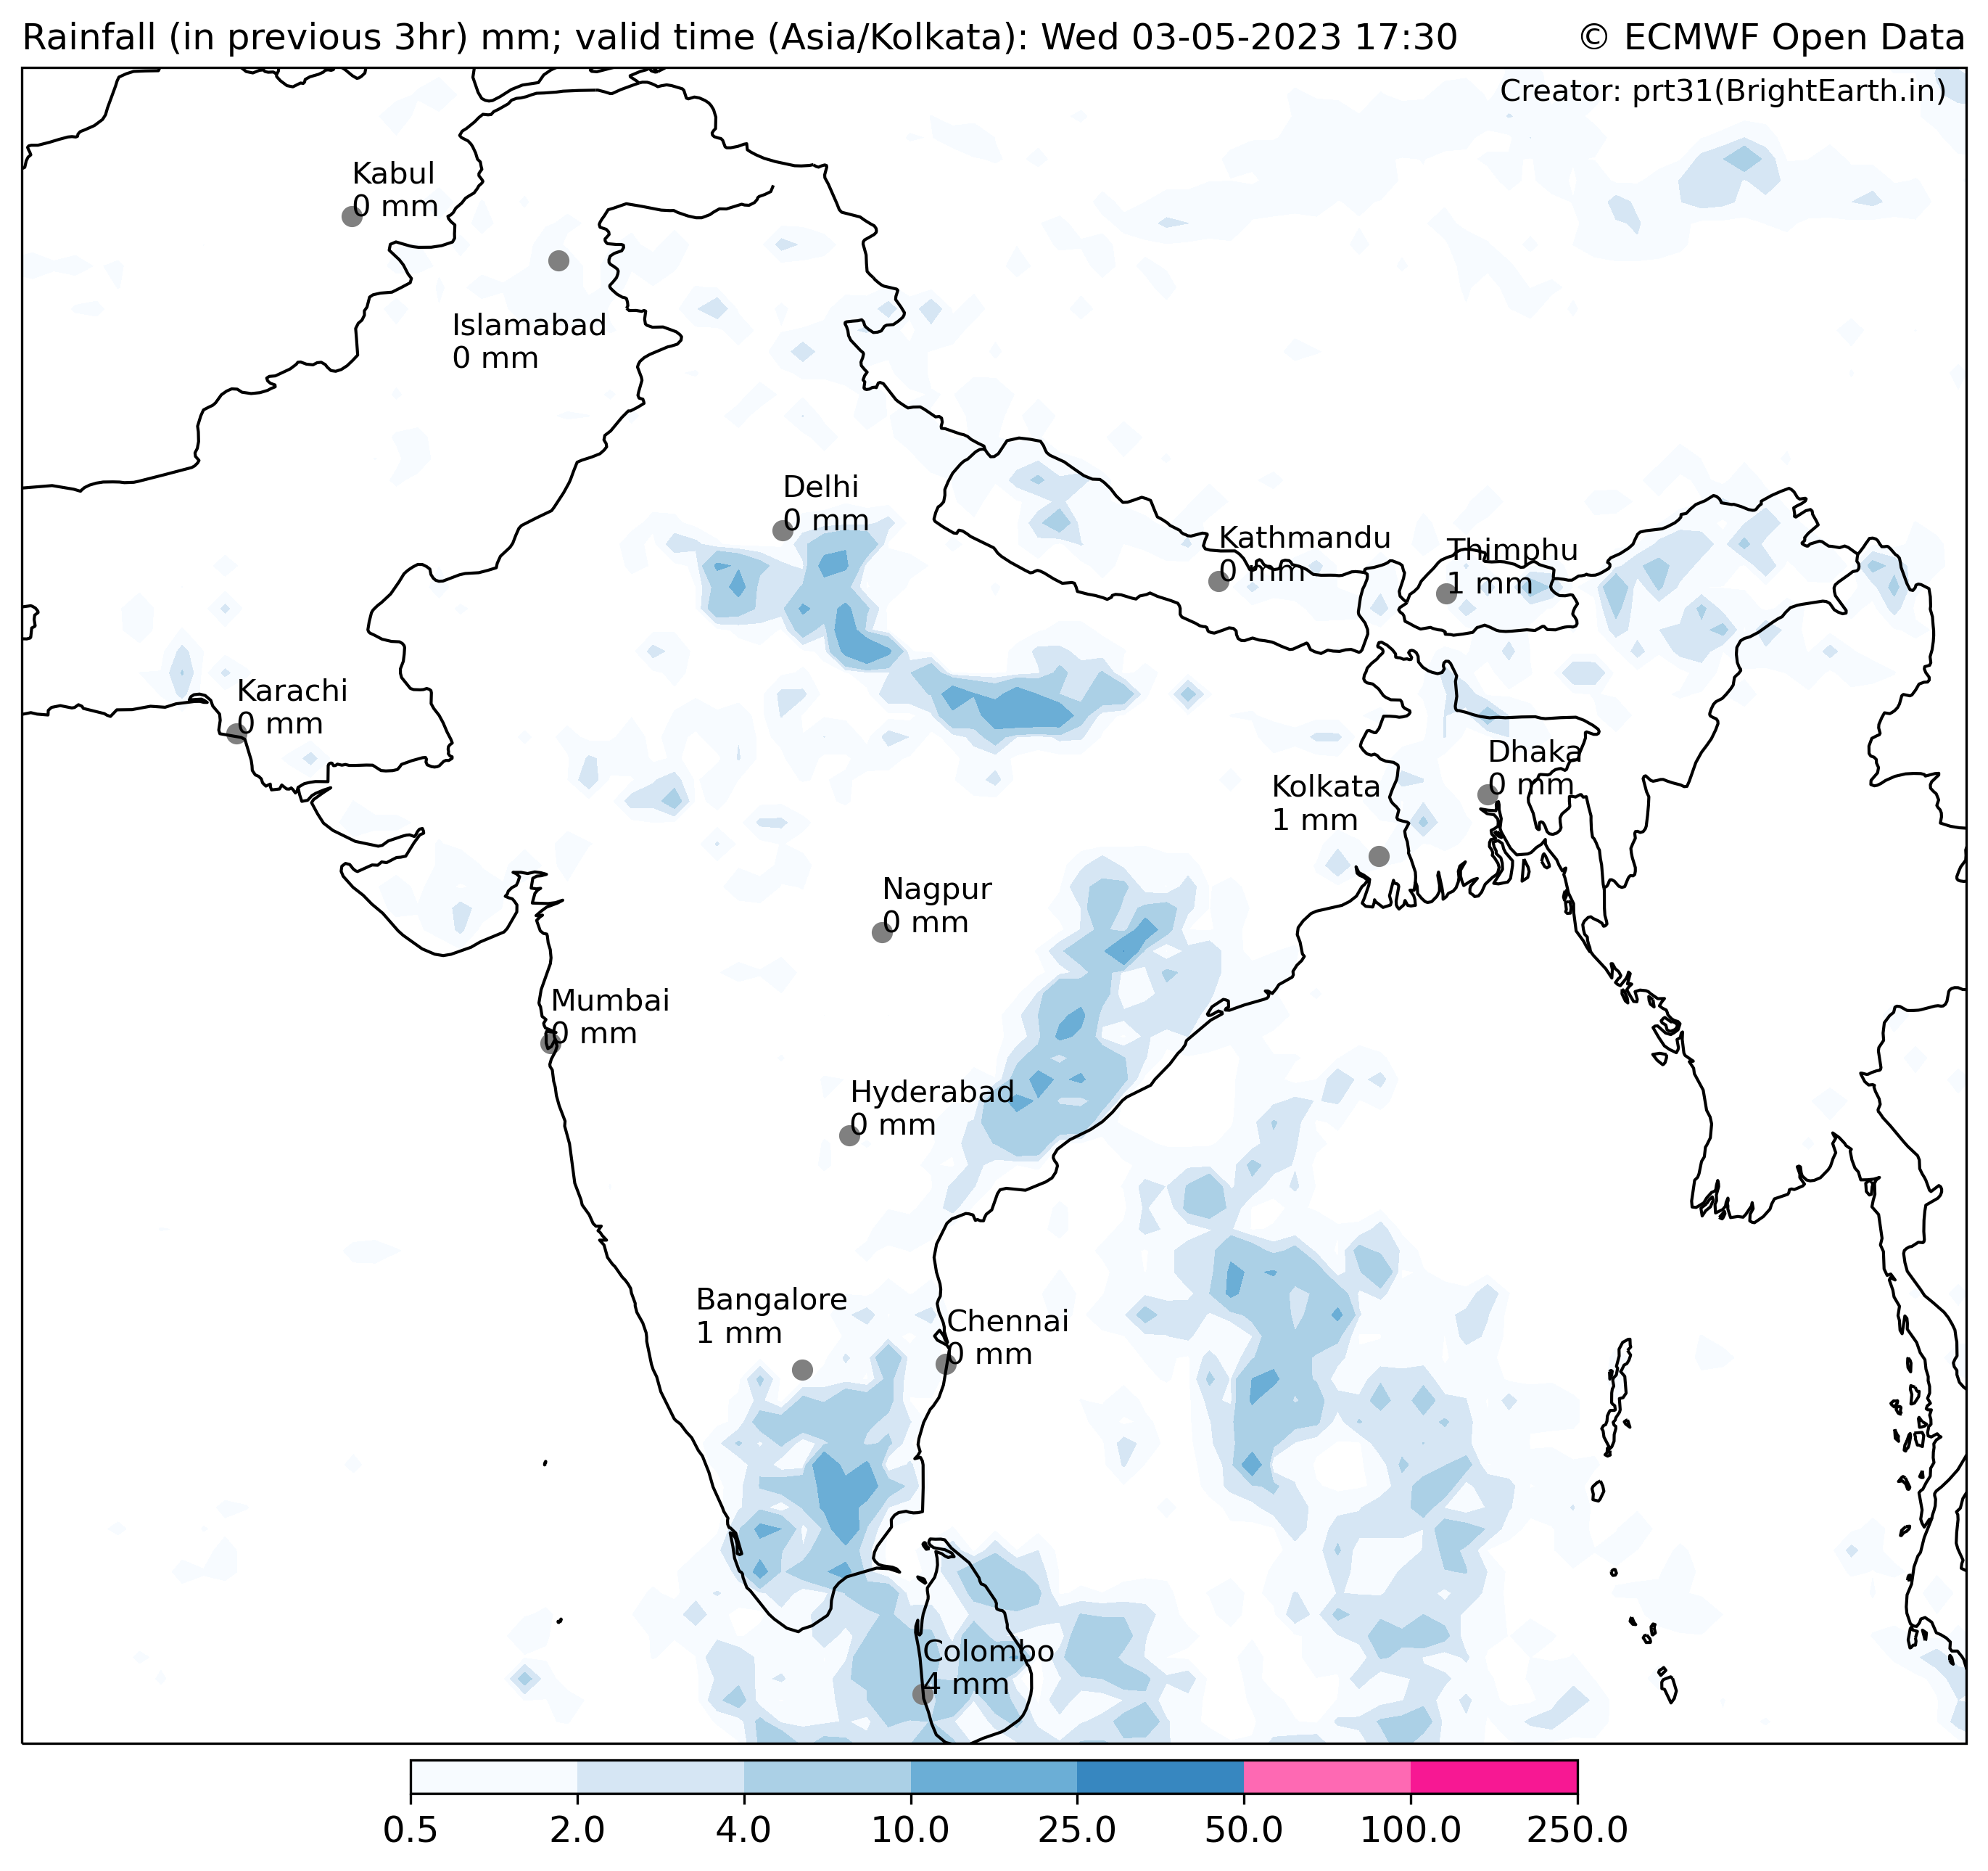 Rainfall (in previous 3hr) mm; valid time (Asia/Kolkata): Wed 03-05-2023 17:30
© ECMWF Open Data
Creator: prt31(BrightEarth.in)
Kabul
0 mm
Islamabad
0 mm
Delhi
0 mm
Kathmandu
0 mm
Thimphu
1 mm
Karachi
0 mm
Dhaka
0 mm
Kolkata
1 mm
Nagpur
0 mm
Mumbai
0 mm
Hyderabad
0 mm
Bangalore
1 mm
Chennai
0 mm
Colombo
4 mm
0.5 2.0 4.0 10.0 25.0 50.0 100.0 250.0